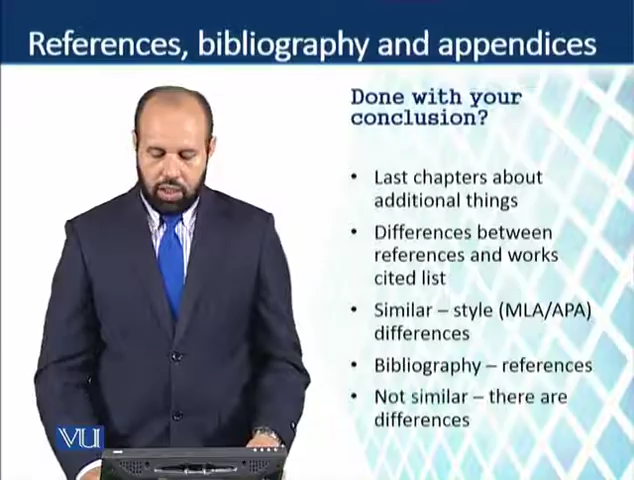 References, bibliography and appendices
Done with your
conclusion?
• Last chapters about
additional things
• Differences between
references and works
cited list
• Similar – style (MLA/APA)
differences
• Bibliography – references
• Not similar – there are
differences
VU